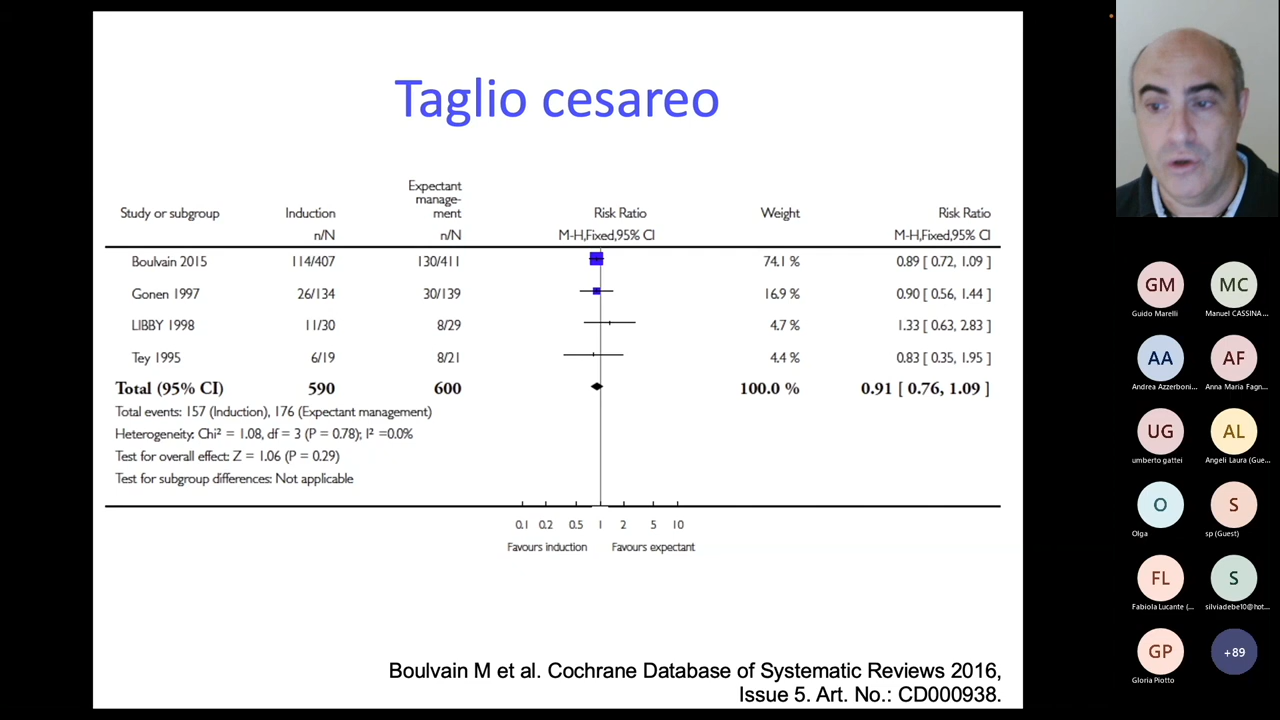 Taglio cesareo
Expectant
manage-
Study or subgroup Induction ment Risk Ratio Weight Risk Ratio
n/N n/N M-H,Fixed,95% CI M-H,Fixed,95% CI
Boulvain 2015 114/407 130/411 74.1 % 0.89 [ 0.72, 1.09 ]
Gonen 1997 26/134 30/139 16.9 % 0.90 [ 0.56, 1.44 ]
LIBBY 1998 11/30 8/29 4.7 % 1.33 [ 0.63, 2.83 ]
Tey 1995 6/19 8/21 4.4 % 0.83 [ 0.35, 1.95 ]
Total (95% CI) 590 600 100.0 % 0.91 [ 0.76, 1.09 ]
Total events: 157 (Induction), 176 (Expectant management)
Heterogeneity: Chi² = 1.08, df = 3 (P = 0.78); I² =0.0%
Test for overall effect: Z = 1.06 (P = 0.29)
Test for subgroup differences: Not applicable
0.1 0.2 0.5 1 2 5 10
Favours induction Favours expectant
Boulvain M et al. Cochrane Database of Systematic Reviews 2016,
Issue 5. Art. No.: CD000938.
GM MC
Guido Marelli Manuel CASSINA ...
AA AF
Andrea Azzerboni... Anna Maria Fagn...
UG AL
umberto gattei Angeli Laura (Gue...
O S
Olga sp (Guest)
FL S
Fabiola Lucante (... silviadebe10@hot...
GP +89
Gloria Piotto